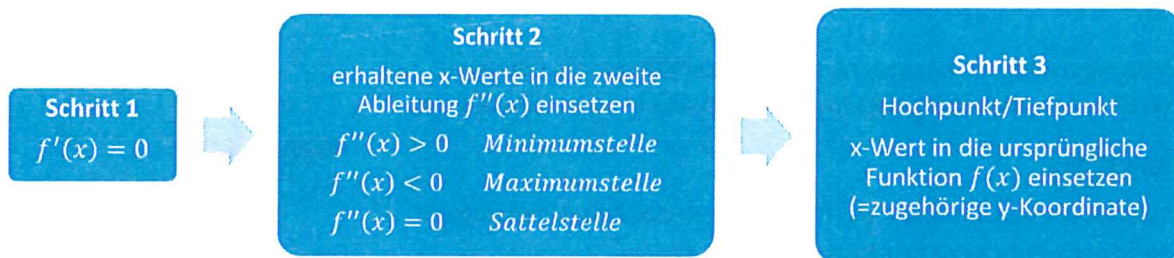 Schritt 1
f'(x) = 0
Schritt 2
erhaltene x-Werte in die zweite
Ableitung f''(x) einsetzen
f''(x) > 0 Minimumstelle
f''(x) < 0 Maximumstelle
f''(x) = 0 Sattelstelle
Schritt 3
Hochpunkt/Tiefpunkt
x-Wert in die ursprüngliche
Funktion f(x) einsetzen
(=zugehörige y-Koordinate)